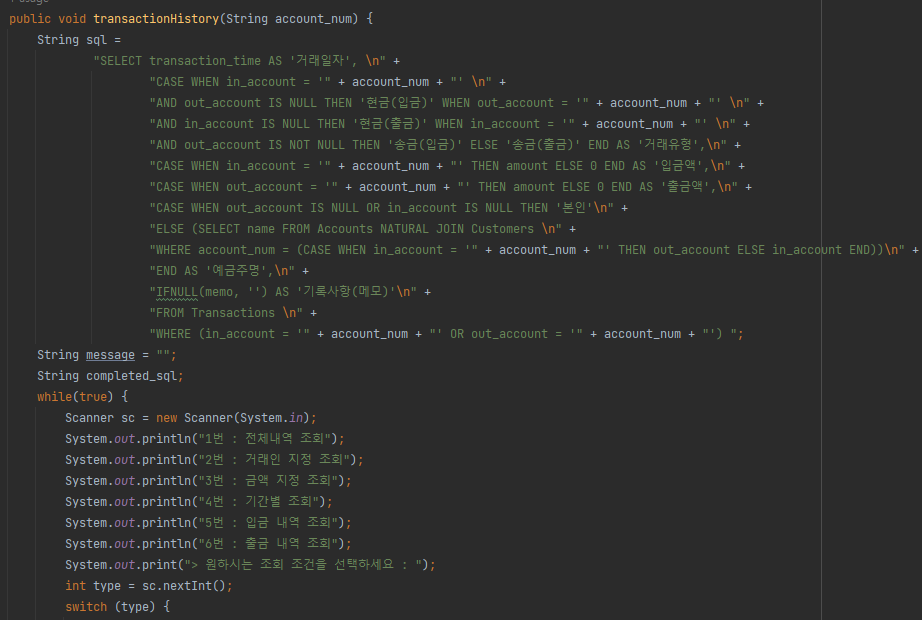 public void transactionHistory(String account_num) {
String sql =
"SELECT transaction_time AS '거래일자', \n" +
"CASE WHEN in_account = '" + account_num + "' \n" +
"AND out_account IS NULL THEN '현금(입금)' WHEN out_account = '" + account_num + "' \n" +
"AND in_account IS NULL THEN '현금(출금)' WHEN in_account = '" + account_num + "' \n" +
"AND out_account IS NOT NULL THEN '송금(입금)' ELSE '송금(출금)' END AS '거래유형',\n" +
"CASE WHEN in_account = '" + account_num + "' THEN amount ELSE 0 END AS '입금액',\n" +
"CASE WHEN out_account = '" + account_num + "' THEN amount ELSE 0 END AS '출금액',\n" +
"CASE WHEN out_account IS NULL OR in_account IS NULL THEN '본인'\n" +
"ELSE (SELECT name FROM Accounts NATURAL JOIN Customers \n" +
"WHERE account_num = (CASE WHEN in_account = '" + account_num + "' THEN out_account ELSE in_account END))\n" +
"END AS '예금주명',\n" +
"IFNULL(memo, '') AS '기록사항(메모)'\n" +
"FROM Transactions \n" +
"WHERE (in_account = '" + account_num + "' OR out_account = '" + account_num + "') ";
String message = "";
String completed_sql;
while(true) {
Scanner sc = new Scanner(System.in);
System.out.println("1번 : 전체내역 조회");
System.out.println("2번 : 거래인 지정 조회");
System.out.println("3번 : 금액 지정 조회");
System.out.println("4번 : 기간별 조회");
System.out.println("5번 : 입금 내역 조회");
System.out.println("6번 : 출금 내역 조회");
System.out.print("> 원하시는 조회 조건을 선택하세요 : ");
int type = sc.nextInt();
switch (type) {